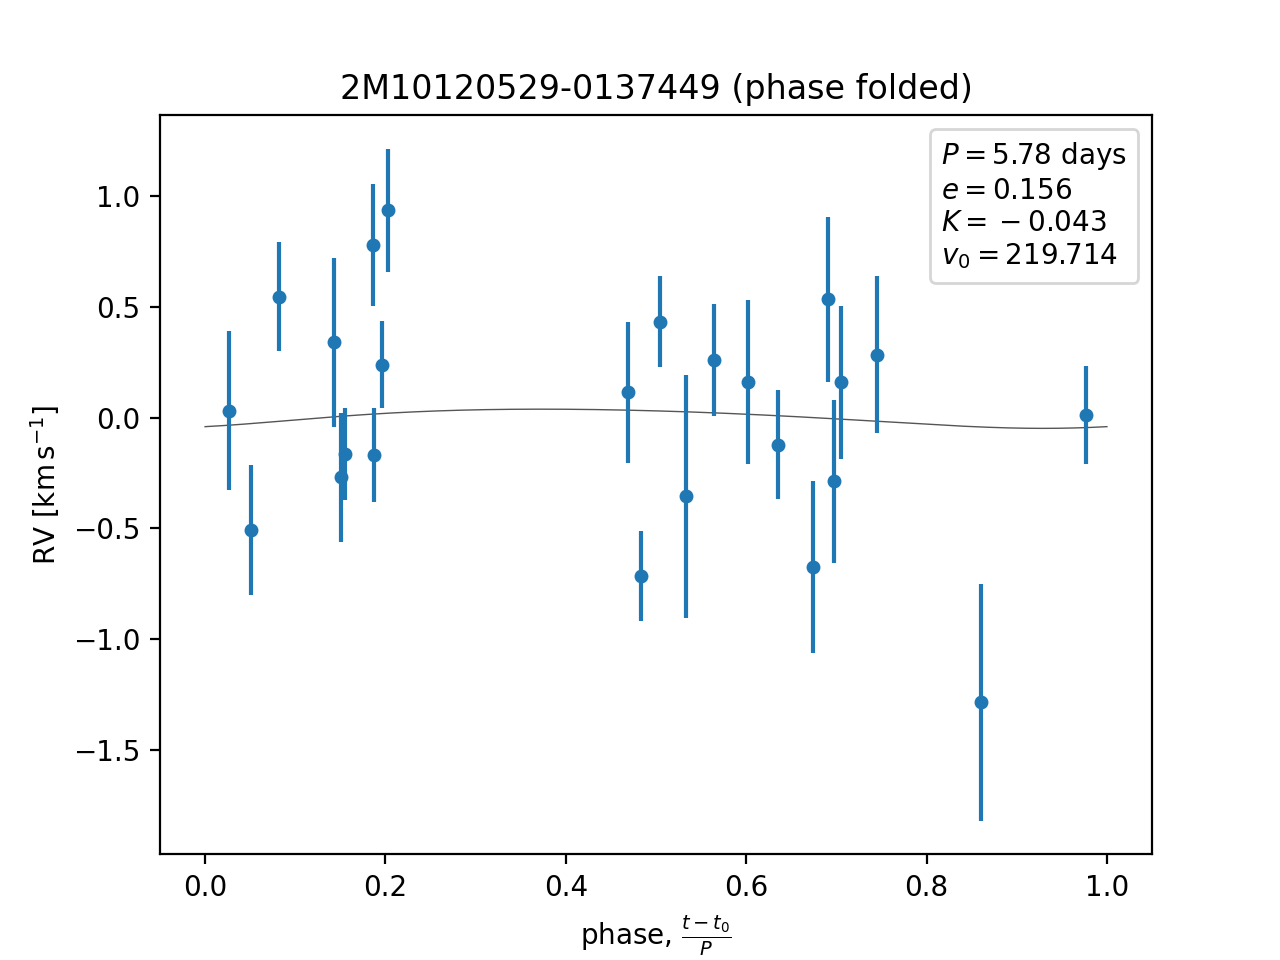 2M10120529-0137449 (phase folded)
P = 5.78 days
e = 0.156
K = −0.043
v₀ = 219.714
1.0
0.5
0.0
−0.5
−1.0
−1.5
RV [km s⁻¹]
0.0 0.2 0.4 0.6 0.8 1.0
phase, (t − t₀)/P